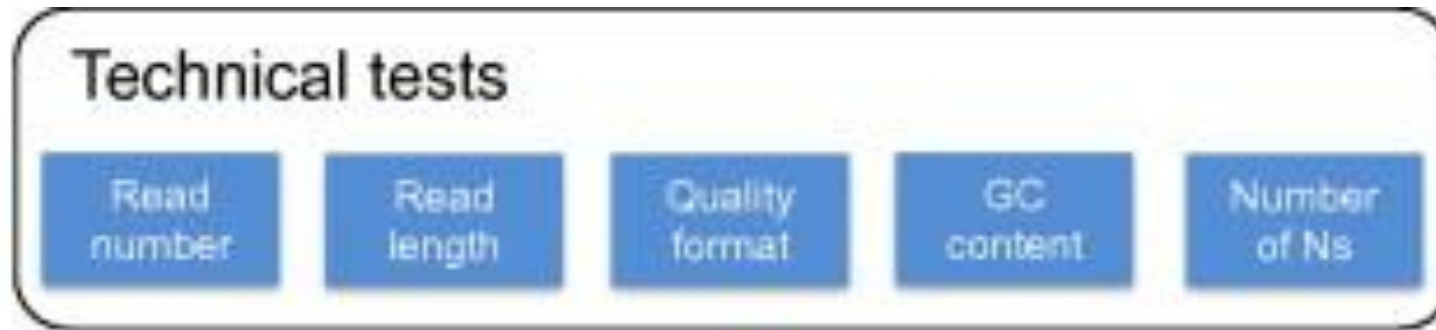 Technical tests
Read
number
Read
length
Quality
format
GC
content
Number
of Ns